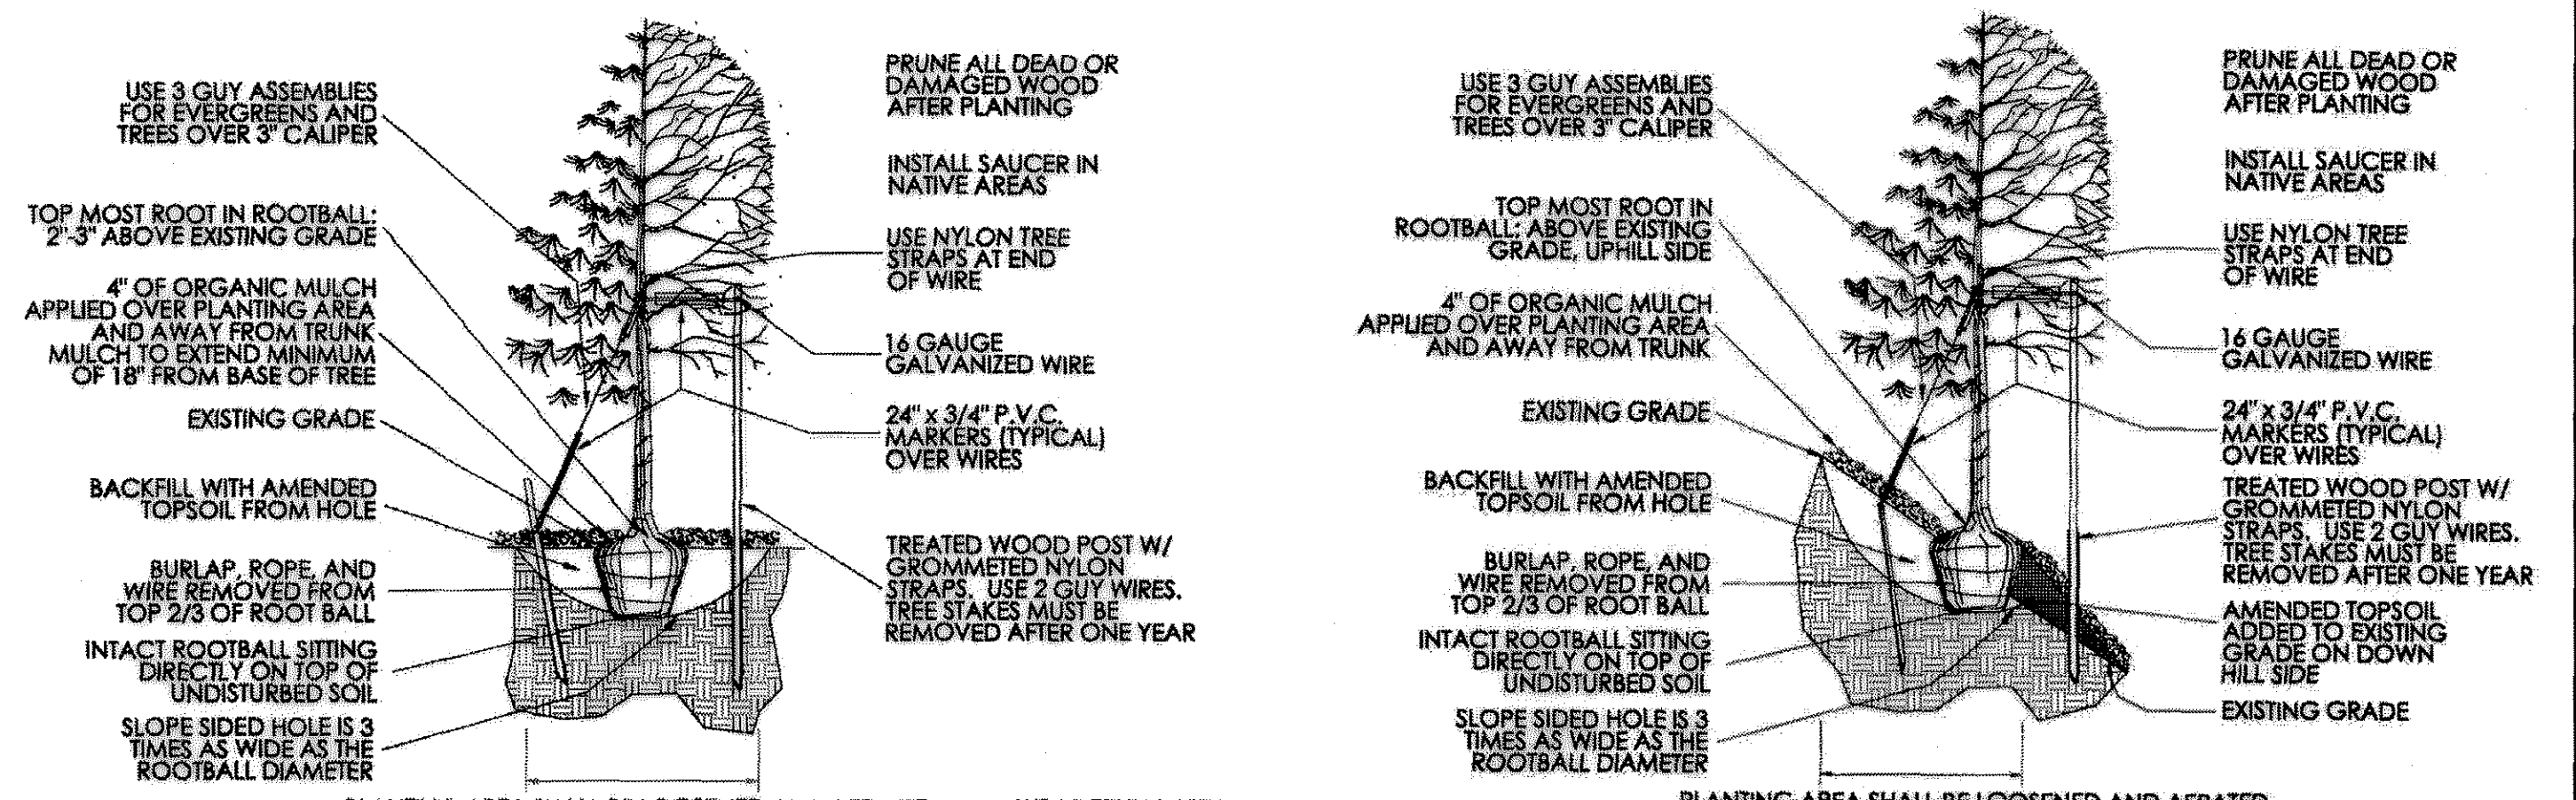 USE 3 GUY ASSEMBLIES
FOR EVERGREENS AND
TREES OVER 3" CALIPER
TOP MOST ROOT IN ROOTBALL:
2"-3" ABOVE EXISTING GRADE
4" OF ORGANIC MULCH
APPLIED OVER PLANTING AREA
AND AWAY FROM TRUNK
MULCH TO EXTEND MINIMUM
OF 18" FROM BASE OF TREE
EXISTING GRADE
BACKFILL WITH AMENDED
TOPSOIL FROM HOLE
BURLAP, ROPE, AND
WIRE REMOVED FROM
TOP 2/3 OF ROOT BALL
INTACT ROOTBALL SITTING
DIRECTLY ON TOP OF
UNDISTURBED SOIL
SLOPE SIDED HOLE IS 3
TIMES AS WIDE AS THE
ROOTBALL DIAMETER
PRUNE ALL DEAD OR
DAMAGED WOOD
AFTER PLANTING
INSTALL SAUCER IN
NATIVE AREAS
USE NYLON TREE
STRAPS AT END
OF WIRE
16 GAUGE
GALVANIZED WIRE
24" x 3/4" P.V.C.
MARKERS (TYPICAL)
OVER WIRES
TREATED WOOD POST W/
GROMMETED NYLON
STRAPS. USE 2 GUY WIRES.
TREE STAKES MUST BE
REMOVED AFTER ONE YEAR
USE 3 GUY ASSEMBLIES
FOR EVERGREENS AND
TREES OVER 3" CALIPER
TOP MOST ROOT IN
ROOTBALL: ABOVE EXISTING
GRADE, UPHILL SIDE
4" OF ORGANIC MULCH
APPLIED OVER PLANTING AREA
AND AWAY FROM TRUNK
EXISTING GRADE
BACKFILL WITH AMENDED
TOPSOIL FROM HOLE
BURLAP, ROPE, AND
WIRE REMOVED FROM
TOP 2/3 OF ROOT BALL
INTACT ROOTBALL SITTING
DIRECTLY ON TOP OF
UNDISTURBED SOIL
SLOPE SIDED HOLE IS 3
TIMES AS WIDE AS THE
ROOTBALL DIAMETER
PRUNE ALL DEAD OR
DAMAGED WOOD
AFTER PLANTING
INSTALL SAUCER IN
NATIVE AREAS
USE NYLON TREE
STRAPS AT END
OF WIRE
16 GAUGE
GALVANIZED WIRE
24" x 3/4" P.V.C.
MARKERS (TYPICAL)
OVER WIRES
TREATED WOOD POST W/
GROMMETED NYLON
STRAPS. USE 2 GUY WIRES.
TREE STAKES MUST BE
REMOVED AFTER ONE YEAR
AMENDED TOPSOIL
ADDED TO EXISTING
GRADE ON DOWN
HILL SIDE
EXISTING GRADE
PLANTING AREA SHALL BE LOOSENED AND AERATED